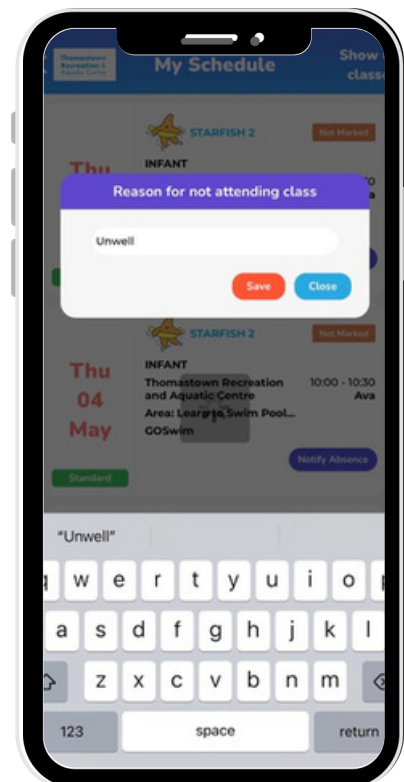 Thomastown
Recreation &
Aquatic Centre
My Schedule
Show
classe
STARFISH 2
Not Marked
INFANT
Thu
Reason for not attending class
Unwell
Save
Close
STARFISH 2
Not Marked
Thu
04
May
INFANT
Thomastown Recreation
and Aquatic Centre
10:00 - 10:30
Ava
Area: Learn to Swim Pool...
GOSwim
Notify Absence
Standard
"Unwell"
q w e r t y u i o p
a s d f g h j k l
z x c v b n m
123
space
return